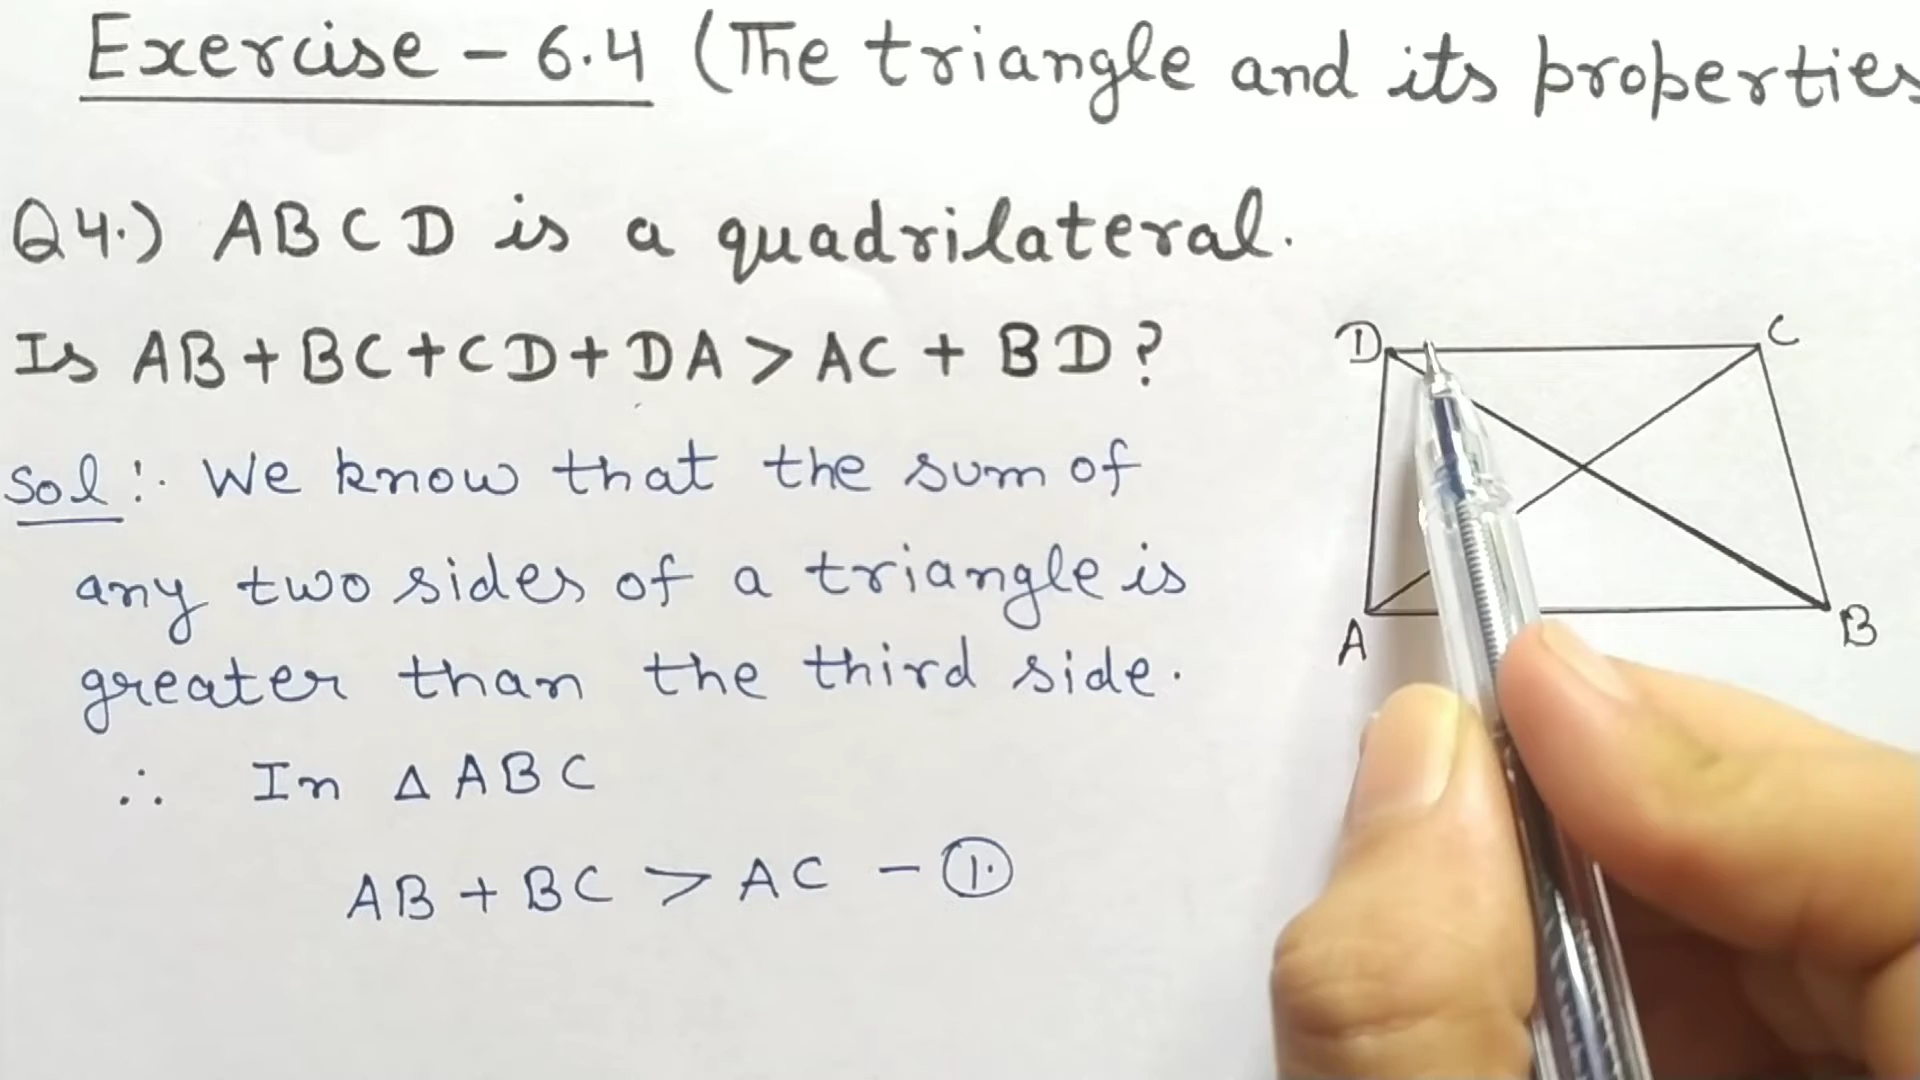 Exercise - 6.4 (The triangle and its properties
Q4.) ABCD is a quadrilateral.
Is AB+BC+CD+DA > AC + BD?
Sol:. We know that the sum of
any two sides of a triangle is
greater than the third side.
∴ In △ ABC
AB + BC > AC - ①.
D C
A B